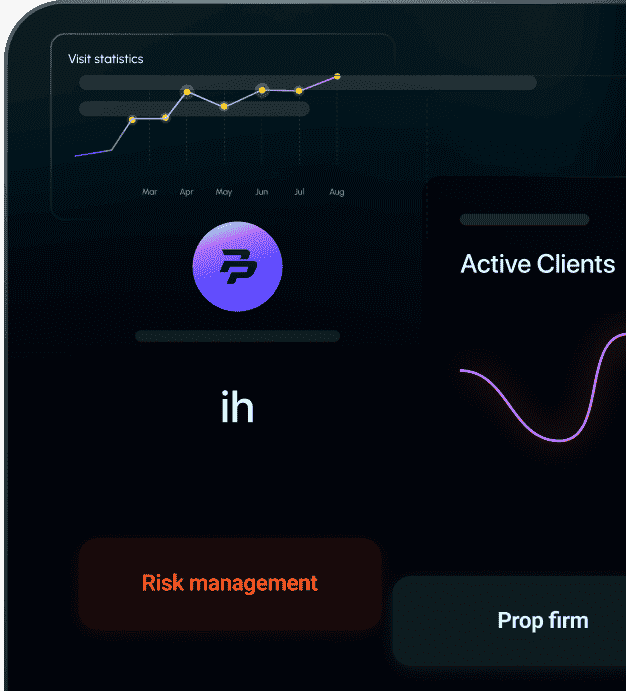 Visit statistics
Mar Apr May Jun Jul Aug
Active Clients
ih
Risk management
Prop firm